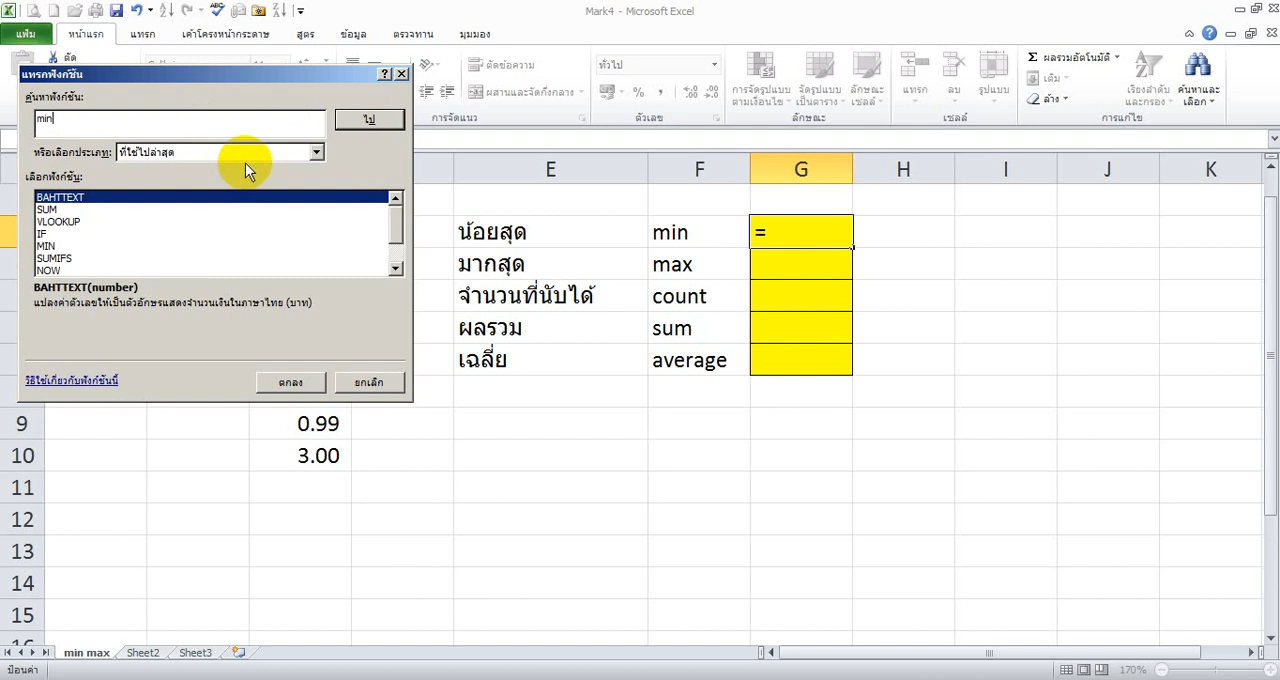 Mark4 - Microsoft Excel
แฟ้ม หน้าแรก แทรก เค้าโครงหน้ากระดาษ สูตร ข้อมูล ตรวจทาน มุมมอง
ตัด
ตัดข้อความ
ทั่วไป
ผสานและจัดกึ่งกลาง
% ,
การจัดรูปแบบตามเงื่อนไข
จัดรูปแบบเป็นตาราง
ลักษณะเซลล์
แทรก
ลบ
รูปแบบ
Σ ผลรวมอัตโนมัติ
เติม
ล้าง
เรียงลำดับและกรอง
ค้นหาและเลือก
การจัดแนว ตัวเลข ลักษณะ เซลล์ การแก้ไข
แทรกฟังก์ชัน
ค้นหาฟังก์ชัน:
min
ไป
หรือเลือกประเภท: ที่ใช้ไปล่าสุด
เลือกฟังก์ชัน:
BAHTTEXT
SUM
VLOOKUP
IF
MIN
SUMIFS
NOW
BAHTTEXT(number)
แปลงค่าตัวเลขให้เป็นตัวอักษรแสดงจำนวนเงินในภาษาไทย (บาท)
วิธีใช้เกี่ยวกับฟังก์ชันนี้
ตกลง ยกเลิก
E F G H I J K
น้อยสุด min =
มากสุด max
จำนวนที่นับได้ count
ผลรวม sum
เฉลี่ย average
9 0.99
10 3.00
11
12
13
14
15
min max Sheet2 Sheet3
ป้อนค่า
170%